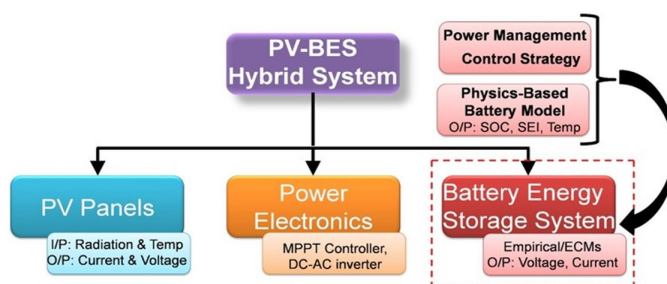 PV-BES
Hybrid System
Power Management
Control Strategy
Physics-Based
Battery Model
O/P: SOC, SEI, Temp
PV Panels
I/P: Radiation & Temp
O/P: Current & Voltage
Power
Electronics
MPPT Controller,
DC-AC inverter
Battery Energy
Storage System
Empirical/ECMs
O/P: Voltage, Current